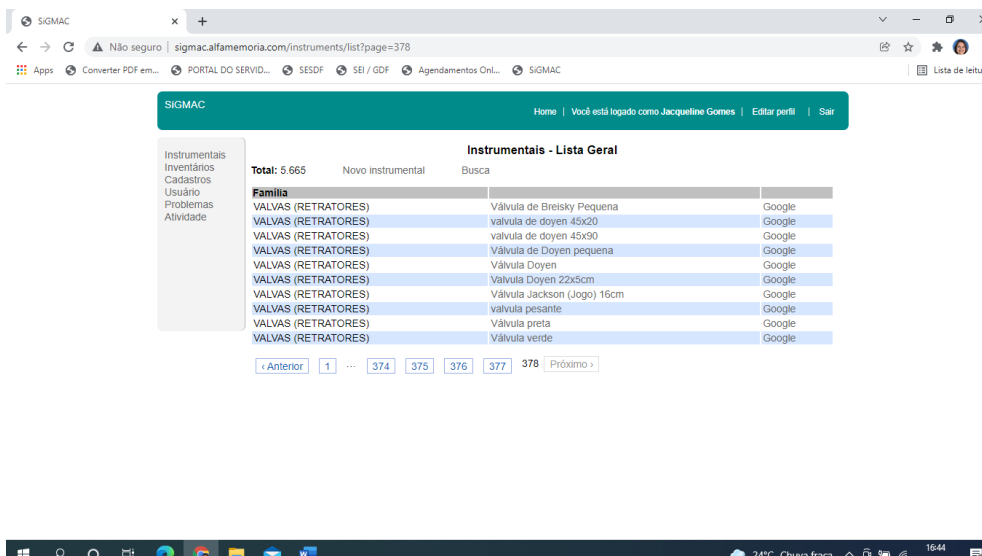 SiGMAC
Não seguro | sigmac.alfamemoria.com/instruments/list?page=378
Apps Converter PDF em... PORTAL DO SERVID... SESDF SEI / GDF Agendamentos Onl... SiGMAC Lista de leitu
SiGMAC Home | Você está logado como Jacqueline Gomes | Editar perfil | Sair
Instrumentais
Inventários
Cadastros
Usuário
Problemas
Atividade
Instrumentais - Lista Geral
Total: 5.665 Novo instrumental Busca
Família
VALVAS (RETRATORES) Válvula de Breisky Pequena Google
VALVAS (RETRATORES) valvula de doyen 45x20 Google
VALVAS (RETRATORES) valvula de doyen 45x90 Google
VALVAS (RETRATORES) Válvula de Doyen pequena Google
VALVAS (RETRATORES) Válvula Doyen Google
VALVAS (RETRATORES) Valvula Doyen 22x5cm Google
VALVAS (RETRATORES) Válvula Jackson (Jogo) 16cm Google
VALVAS (RETRATORES) valvula pesante Google
VALVAS (RETRATORES) Válvula preta Google
VALVAS (RETRATORES) Válvula verde Google
‹ Anterior 1 … 374 375 376 377 378 Próximo ›
24°C Chuva fraca 16:44